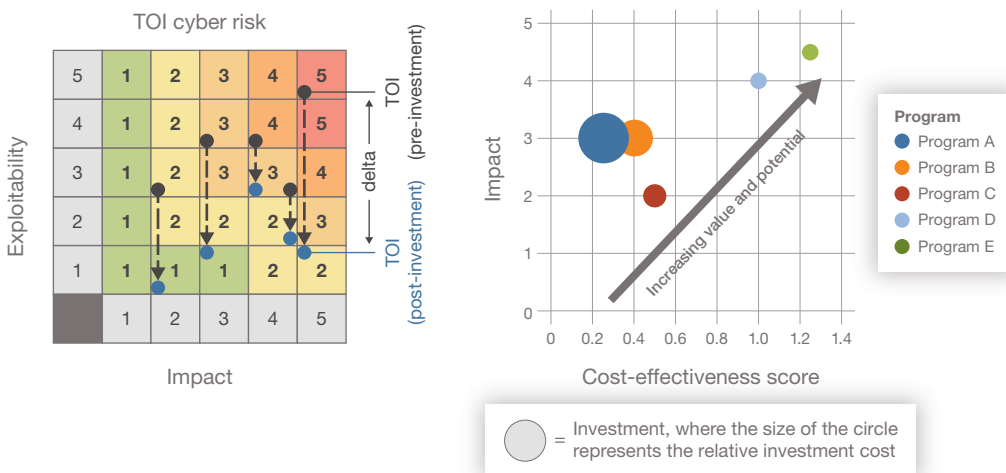 TOI cyber risk
5 1 2 3 4 5
4 1 2 3 4 5
3 1 2 3 3 4
2 1 2 2 2 3
1 1 1 1 2 2
1 2 3 4 5
Exploitability
Impact
TOI
(pre-investment)
delta
TOI
(post-investment)
5
4
3
2
1
0
Impact
0 0.2 0.4 0.6 0.8 1.0 1.2 1.4
Cost-effectiveness score
Increasing value and potential
Program
Program A
Program B
Program C
Program D
Program E
= Investment, where the size of the circle
represents the relative investment cost